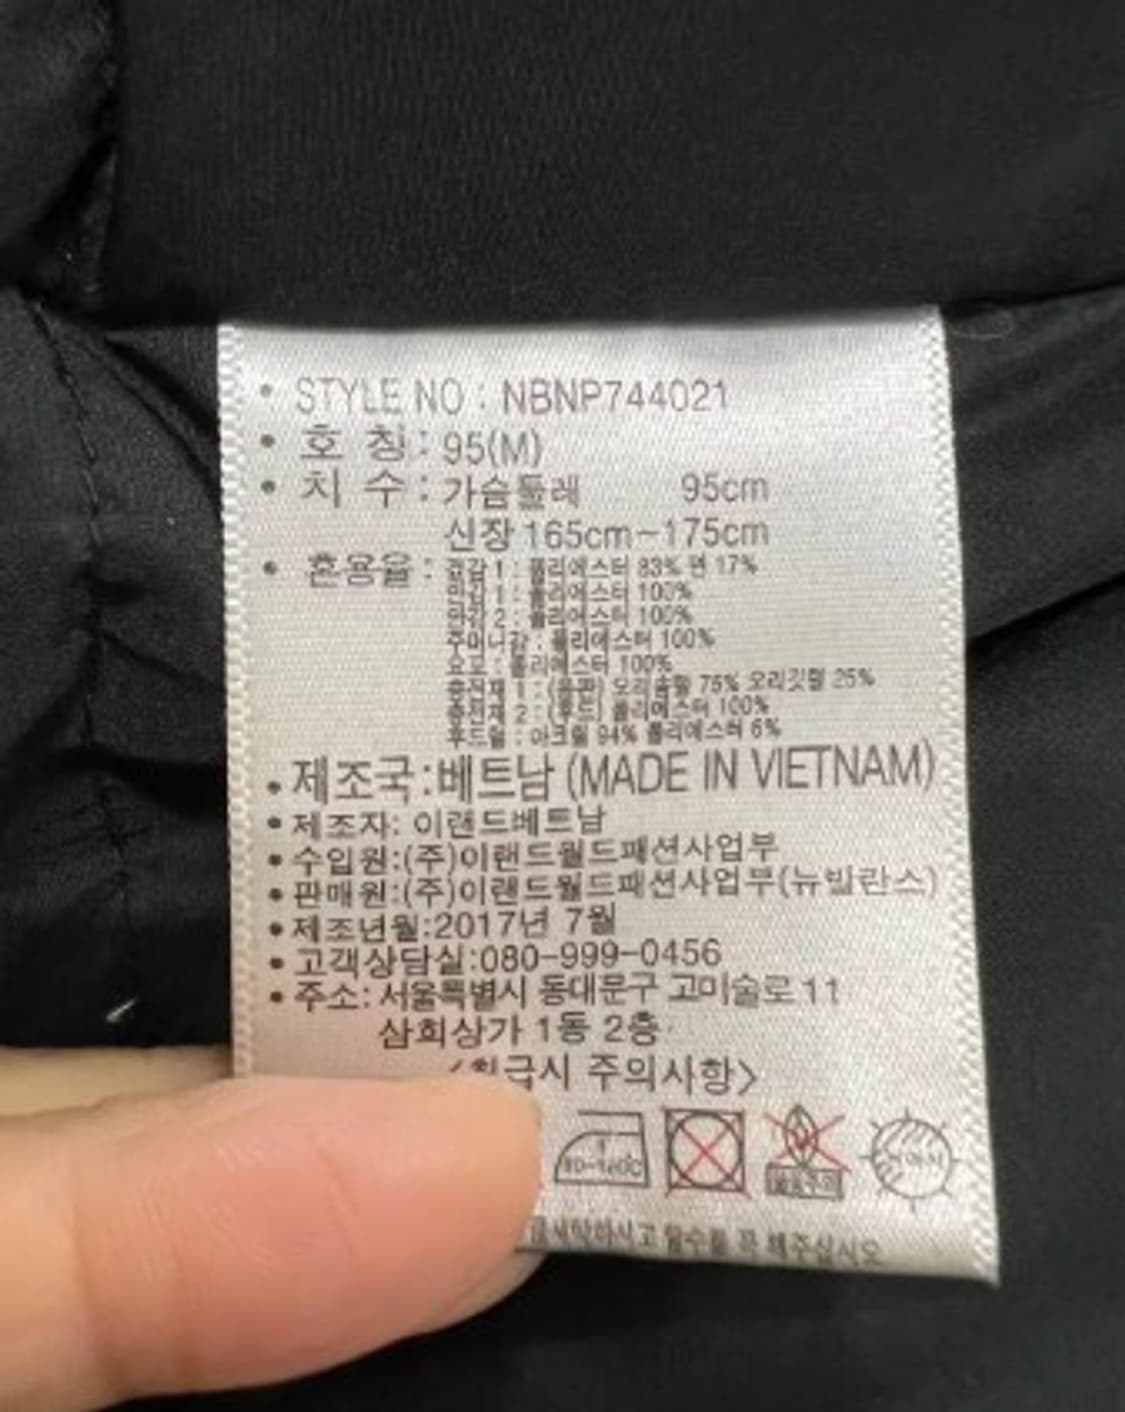 • STYLE NO : NBNP744021
• 호 칭 : 95(M)
• 치 수 : 가슴둘레 95cm
신장 165cm-175cm
• 혼용율 : 겉감 1 : 폴리에스터 83% 면 17%
안감 1 : 폴리에스터 100%
안감 2 : 폴리에스터 100%
주머니감 : 폴리에스터 100%
요꼬 : 폴리에스터 100%
충전재 1 : (몸판) 오리솜털 75% 오리깃털 25%
충전재 2 : (후드) 폴리에스터 100%
후드털 : 아크릴 94% 폴리에스터 6%
• 제조국:베트남 (MADE IN VIETNAM)
• 제조자: 이랜드베트남
• 수입원:(주)이랜드월드패션사업부
• 판매원:(주)이랜드월드패션사업부(뉴발란스)
• 제조년월:2017년 7월
• 고객상담실:080-999-0456
• 주소: 서울특별시 동대문구 고미술로 11
삼희상가 1동 2층
<취급시 주의사항>